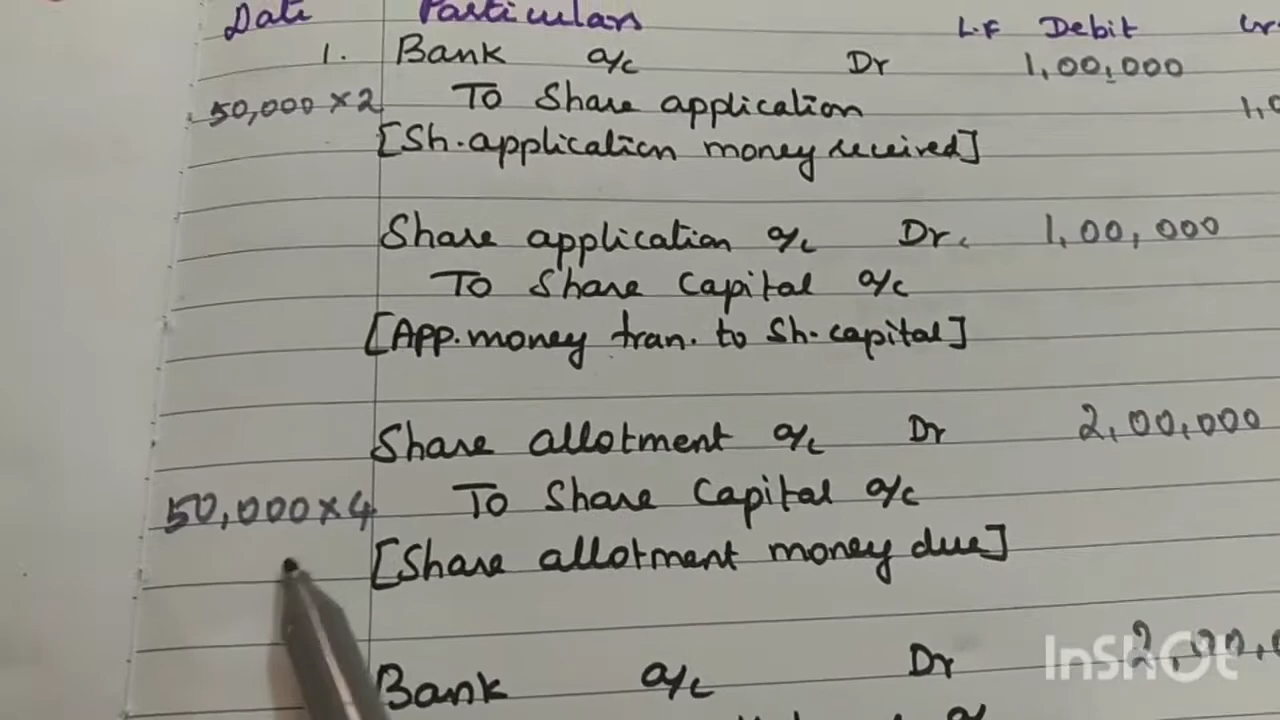 Date Particulars L.F Debit
1. Bank a/c Dr 1,00,000
50,000 × 2 To Share application
[Sh. application money received]
Share application a/c Dr. 1,00,000
To Share Capital a/c
[App. money tran. to Sh. capital]
Share allotment a/c Dr 2,00,000
50,000 × 4 To Share Capital a/c
[Share allotment money due]
Bank a/c Dr
InShOt